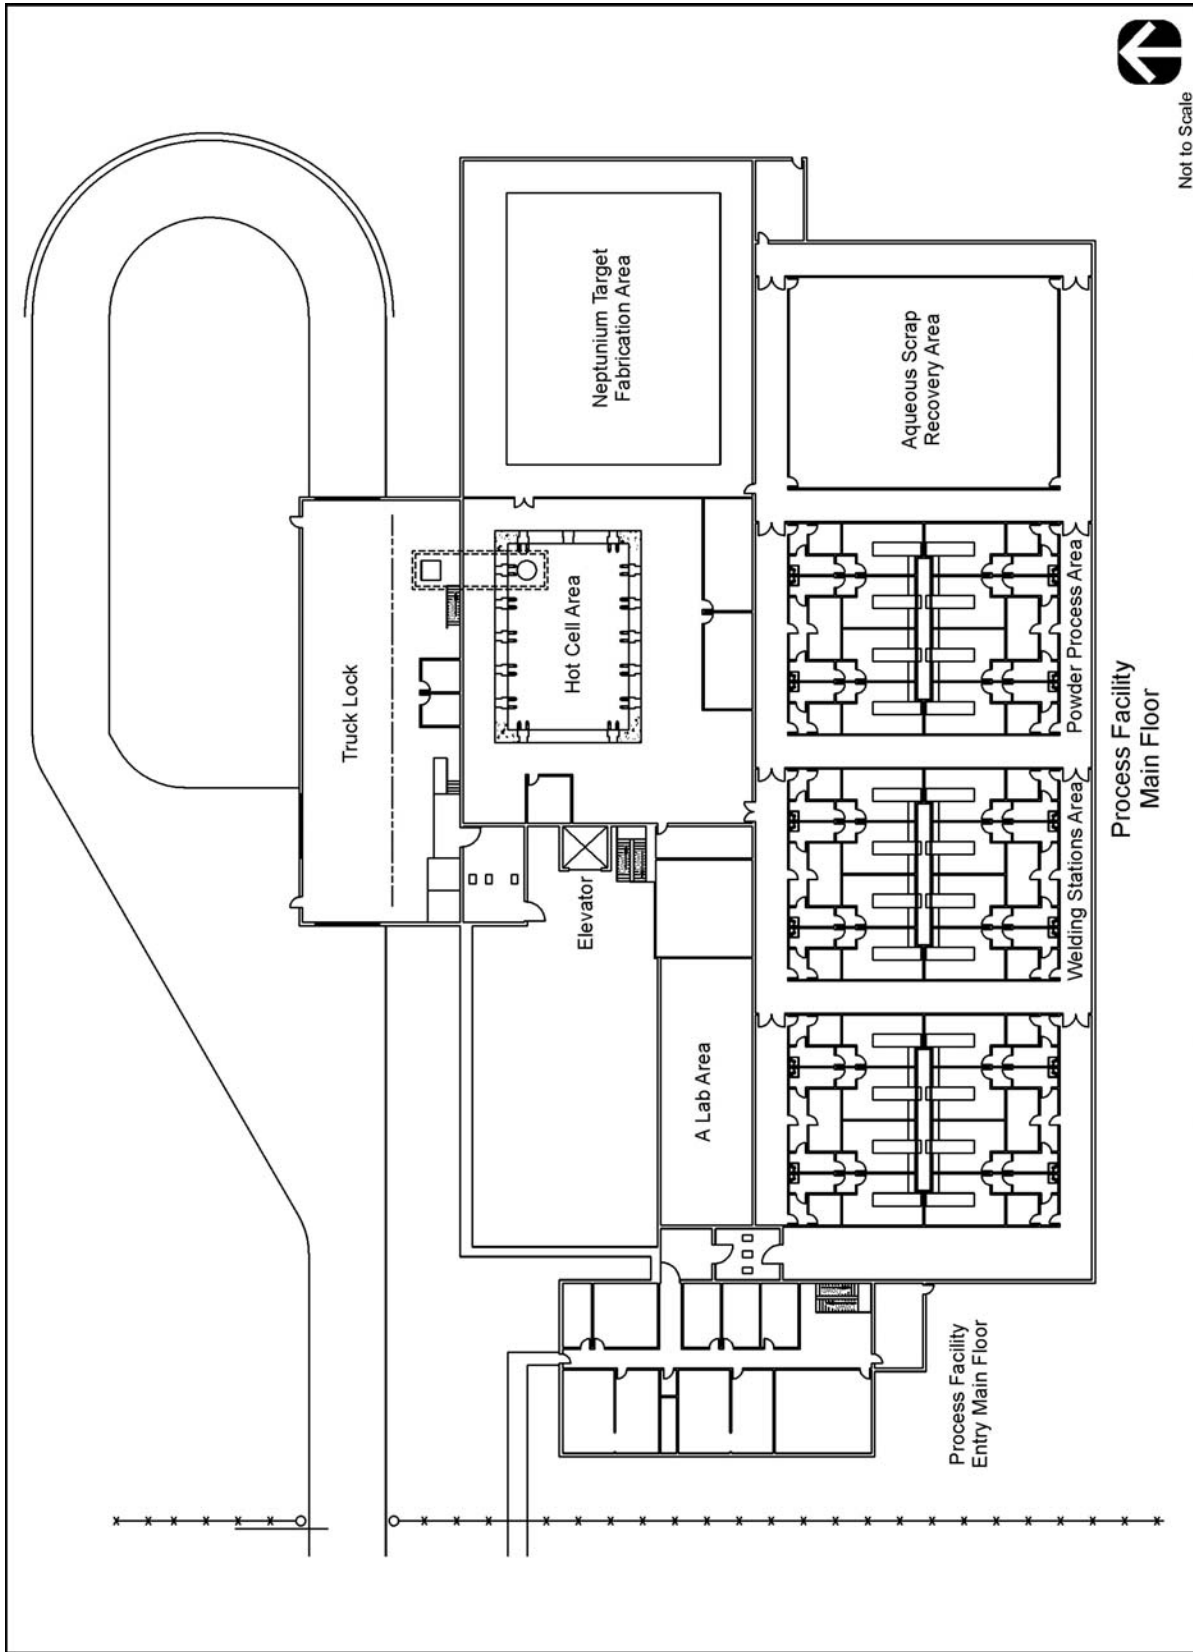 Not to Scale
Neptunium Target
Fabrication Area
Aqueous Scrap
Recovery Area
Truck Lock
Hot Cell Area
Powder Process Area
Elevator
Welding Stations Area
A Lab Area
Process Facility
Main Floor
Process Facility
Entry Main Floor